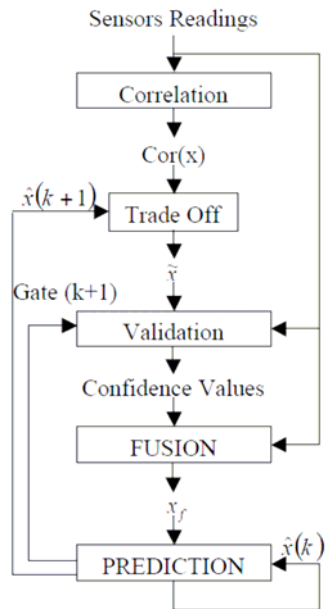 Sensors Readings
Correlation
Cor(x)
x̂(k+1)
Trade Off
x̃
Gate (k+1)
Validation
Confidence Values
FUSION
x_f
x̂(k)
PREDICTION